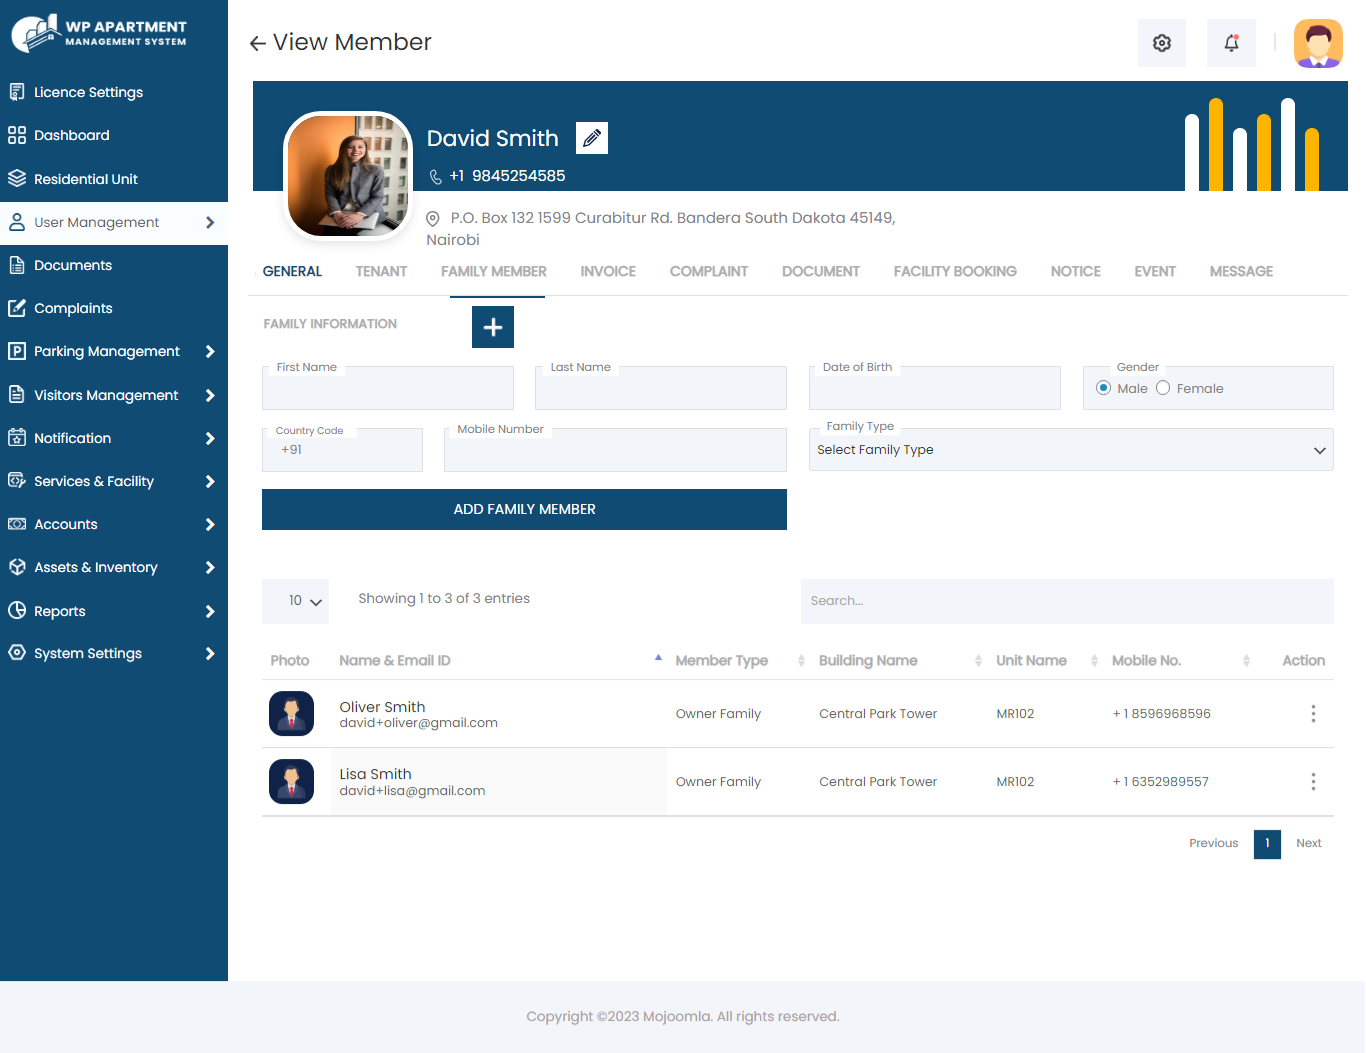 WP APARTMENT
MANAGEMENT SYSTEM
Licence Settings
Dashboard
Residential Unit
User Management
Documents
Complaints
Parking Management
Visitors Management
Notification
Services & Facility
Accounts
Assets & Inventory
Reports
System Settings
View Member
David Smith
+1 9845254585
P.O. Box 132 1599 Curabitur Rd. Bandera South Dakota 45149,
Nairobi
GENERAL TENANT FAMILY MEMBER INVOICE COMPLAINT DOCUMENT FACILITY BOOKING NOTICE EVENT MESSAGE
FAMILY INFORMATION
First Name Last Name Date of Birth Gender
Male Female
Country Code Mobile Number Family Type
+91 Select Family Type
ADD FAMILY MEMBER
10 Showing 1 to 3 of 3 entries Search...
Photo Name & Email ID Member Type Building Name Unit Name Mobile No. Action
Oliver Smith
david+oliver@gmail.com Owner Family Central Park Tower MR102 + 1 8596968596
Lisa Smith
david+lisa@gmail.com Owner Family Central Park Tower MR102 + 1 6352989557
Previous 1 Next
Copyright ©2023 Mojoomla. All rights reserved.